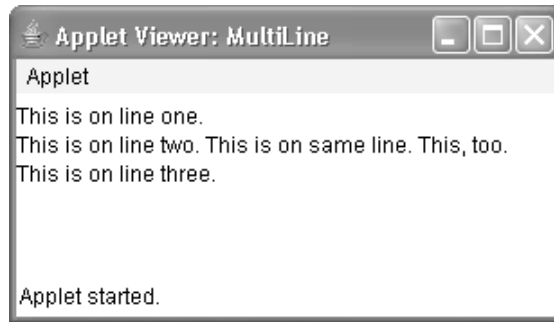 Applet Viewer: MultiLine
Applet
This is on line one.
This is on line two. This is on same line. This, too.
This is on line three.
Applet started.